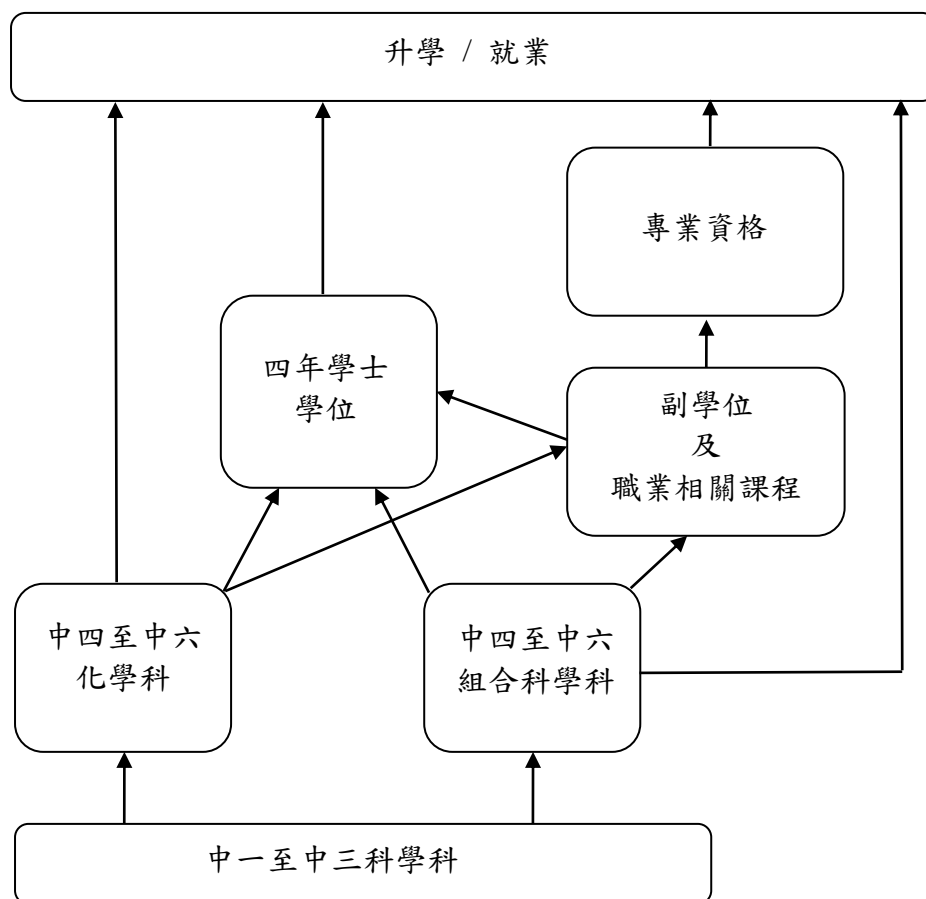 升學 / 就業
專業資格
四年學士
學位
副學位
及
職業相關課程
中四至中六
化學科
中四至中六
組合科學科
中一至中三科學科